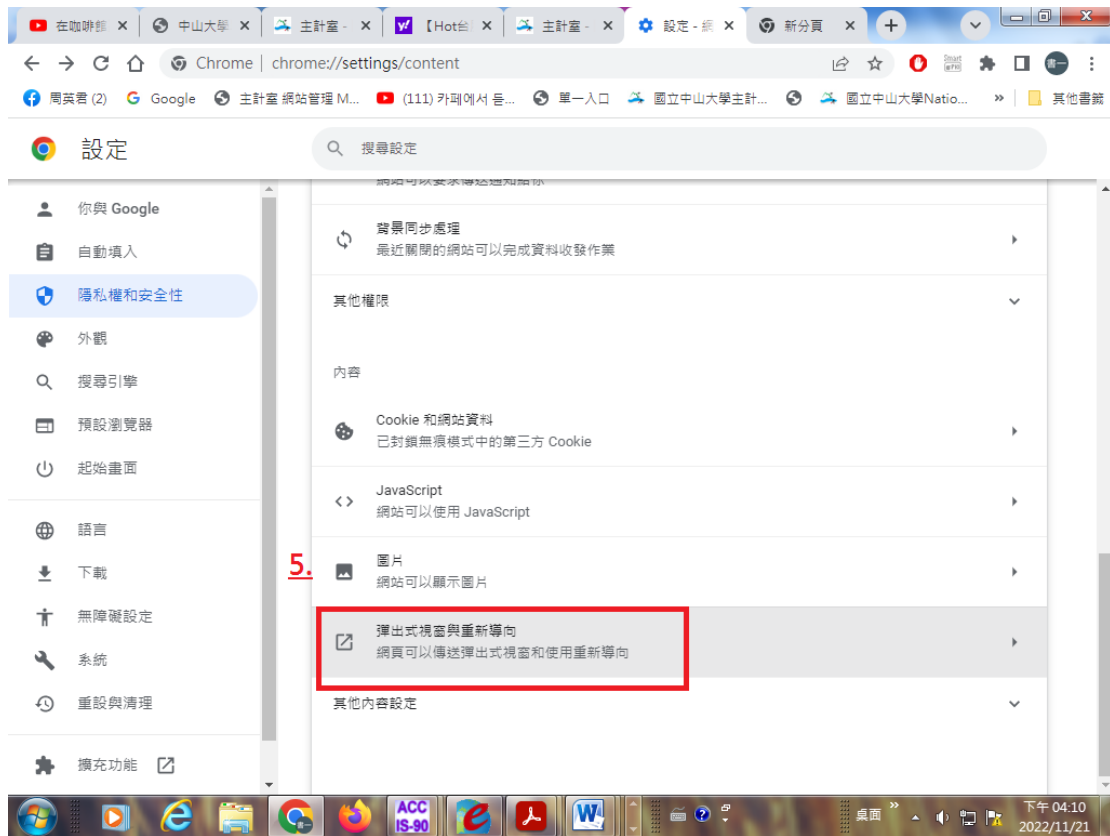 在咖啡館
中山大學
主計室 -
【Hot台
主計室 -
設定 - 網
新分頁
Chrome | chrome://settings/content
周英君 (2)
Google
主計室 網站管理 M...
(111) 카페에서 듣...
單一入口
國立中山大學主計...
國立中山大學Natio...
»
其他書籤
設定
搜尋設定
你與 Google
自動填入
隱私權和安全性
外觀
搜尋引擎
預設瀏覽器
起始畫面
語言
下載
無障礙設定
系統
重設與清理
擴充功能
網站可以要求傳送通知給你
背景同步處理
最近關閉的網站可以完成資料收發作業
其他權限
內容
Cookie 和網站資料
已封鎖無痕模式中的第三方 Cookie
JavaScript
網站可以使用 JavaScript
5.
圖片
網站可以顯示圖片
彈出式視窗與重新導向
網頁可以傳送彈出式視窗和使用重新導向
其他內容設定
ACC
IS-90
桌面
»
下午 04:10
2022/11/21